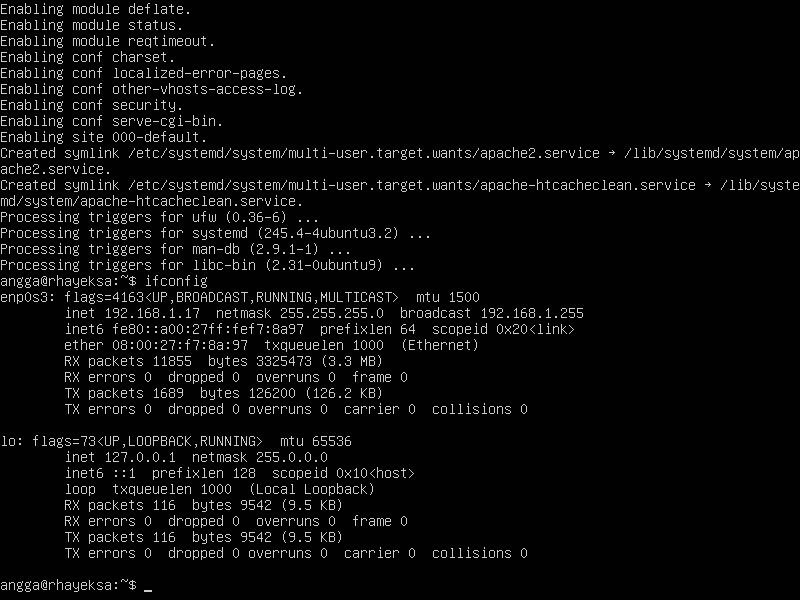 Enabling module deflate.
Enabling module status.
Enabling module reqtimeout.
Enabling conf charset.
Enabling conf localized-error-pages.
Enabling conf other-vhosts-access-log.
Enabling conf security.
Enabling conf serve-cgi-bin.
Enabling site 000-default.
Created symlink /etc/systemd/system/multi-user.target.wants/apache2.service → /lib/systemd/system/ap
ache2.service.
Created symlink /etc/systemd/system/multi-user.target.wants/apache-htcacheclean.service → /lib/syste
md/system/apache-htcacheclean.service.
Processing triggers for ufw (0.36-6) ...
Processing triggers for systemd (245.4-4ubuntu3.2) ...
Processing triggers for man-db (2.9.1-1) ...
Processing triggers for libc-bin (2.31-0ubuntu9) ...
angga@rhayeksa:~$ ifconfig
enp0s3: flags=4163<UP,BROADCAST,RUNNING,MULTICAST>  mtu 1500
        inet 192.168.1.17  netmask 255.255.255.0  broadcast 192.168.1.255
        inet6 fe80::a00:27ff:fef7:8a97  prefixlen 64  scopeid 0x20<link>
        ether 08:00:27:f7:8a:97  txqueuelen 1000  (Ethernet)
        RX packets 11855  bytes 3325473 (3.3 MB)
        RX errors 0  dropped 0  overruns 0  frame 0
        TX packets 1689  bytes 126200 (126.2 KB)
        TX errors 0  dropped 0 overruns 0  carrier 0  collisions 0

lo: flags=73<UP,LOOPBACK,RUNNING>  mtu 65536
        inet 127.0.0.1  netmask 255.0.0.0
        inet6 ::1  prefixlen 128  scopeid 0x10<host>
        loop  txqueuelen 1000  (Local Loopback)
        RX packets 116  bytes 9542 (9.5 KB)
        RX errors 0  dropped 0  overruns 0  frame 0
        TX packets 116  bytes 9542 (9.5 KB)
        TX errors 0  dropped 0 overruns 0  carrier 0  collisions 0

angga@rhayeksa:~$ _